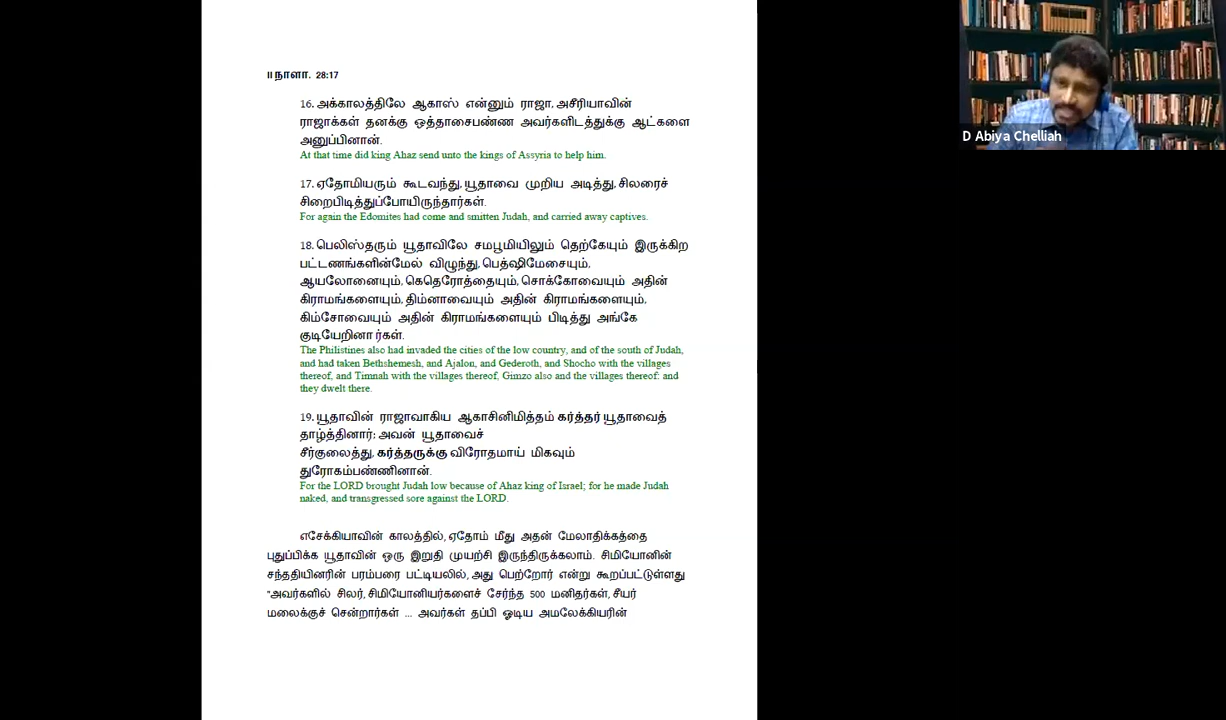 II நாளா. 28:17
16. அக்காலத்திலே ஆகாஸ் என்னும் ராஜா, அசீரியாவின்
ராஜாக்கள் தனக்கு ஒத்தாசைபண்ண அவர்களிடத்துக்கு ஆட்களை
அனுப்பினான்.
At that time did king Ahaz send unto the kings of Assyria to help him.
17. ஏதோமியரும் கூடவந்து, யூதாவை முறிய அடித்து, சிலரைச்
சிறைபிடித்துப்போயிருந்தார்கள்.
For again the Edomites had come and smitten Judah, and carried away captives.
18. பெலிஸ்தரும் யூதாவிலே சமபூமியிலும் தெற்கேயும் இருக்கிற
பட்டணங்களின்மேல் விழுந்து, பெத்ஷிமேசையும்,
ஆயலோனையும், கெதெரோத்தையும், சொக்கோவையும் அதின்
கிராமங்களையும், திம்னாவையும் அதின் கிராமங்களையும்,
கிம்சோவையும் அதின் கிராமங்களையும் பிடித்து அங்கே
குடியேறினா ர்கள்.
The Philistines also had invaded the cities of the low country, and of the south of Judah,
and had taken Bethshemesh, and Ajalon, and Gederoth, and Shocho with the villages
thereof, and Timnah with the villages thereof, Gimzo also and the villages thereof: and
they dwelt there.
19. யூதாவின் ராஜாவாகிய ஆகாசினிமித்தம் கர்த்தர் யூதாவைத்
தாழ்த்தினார்; அவன் யூதாவைச்
சீர்குலைத்து, கர்த்தருக்கு விரோதமாய் மிகவும்
துரோகம்பண்ணினான்.
For the LORD brought Judah low because of Ahaz king of Israel; for he made Judah
naked, and transgressed sore against the LORD.
எசேக்கியாவின் காலத்தில், ஏதோம் மீது அதன் மேலாதிக்கத்தை
புதுப்பிக்க யூதாவின் ஒரு இறுதி முயற்சி இருந்திருக்கலாம். சிமியோனின்
சந்ததியினரின் பரம்பரை பட்டியலில், அது பெற்றோர் என்று கூறப்பட்டுள்ளது
"அவர்களில் சிலர், சிமியோனியர்களைச் சேர்ந்த 500 மனிதர்கள், சீயர்
மலைக்குச் சென்றார்கள் ... அவர்கள் தப்பி ஓடிய அமலேக்கியரின்
D Abiya Chelliah